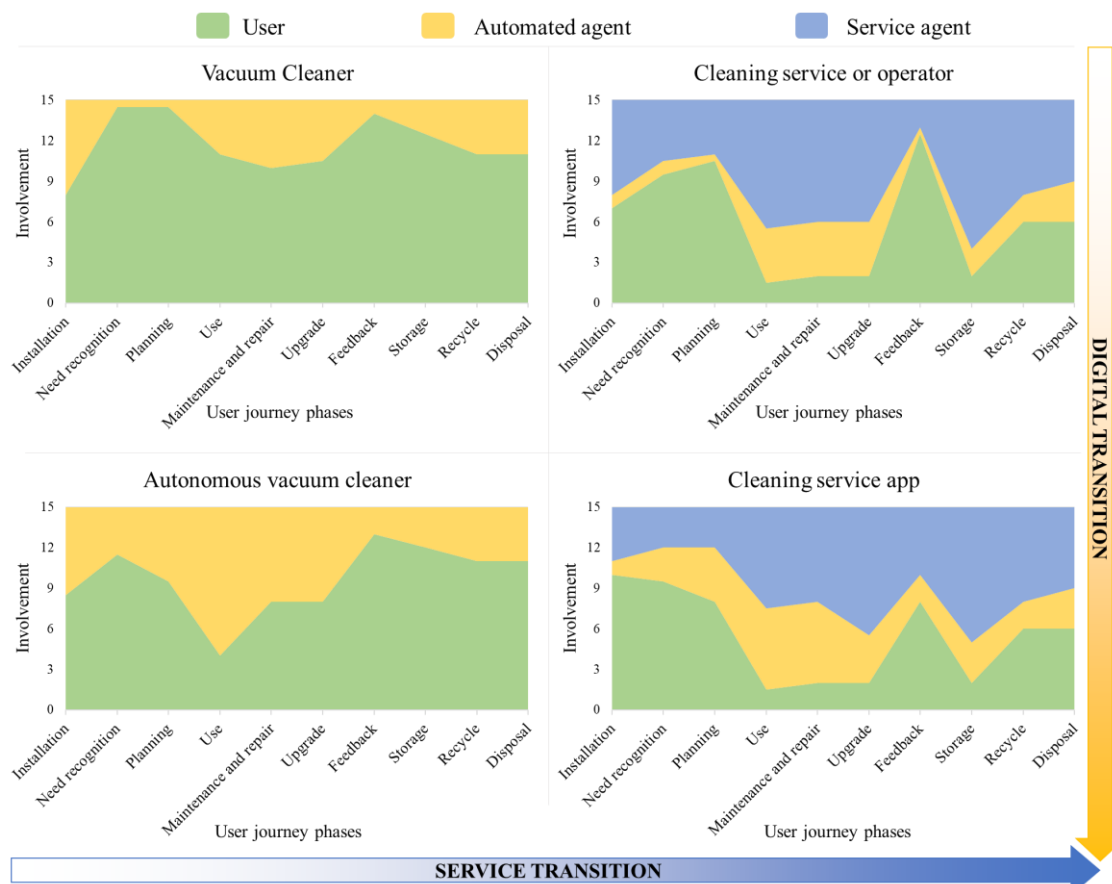 User Automated agent Service agent
Vacuum Cleaner
15
12
9
6
3
0
Involvement
Installation
Need recognition
Planning
Use
Maintenance and repair
Upgrade
Feedback
Storage
Recycle
Disposal
User journey phases
Cleaning service or operator
15
12
9
6
3
0
Involvement
Installation
Need recognition
Planning
Use
Maintenance and repair
Upgrade
Feedback
Storage
Recycle
Disposal
User journey phases
Autonomous vacuum cleaner
15
12
9
6
3
0
Involvement
Installation
Need recognition
Planning
Use
Maintenance and repair
Upgrade
Feedback
Storage
Recycle
Disposal
User journey phases
Cleaning service app
15
12
9
6
3
0
Involvement
Installation
Need recognition
Planning
Use
Maintenance and repair
Upgrade
Feedback
Storage
Recycle
Disposal
User journey phases
DIGITAL TRANSITION
SERVICE TRANSITION